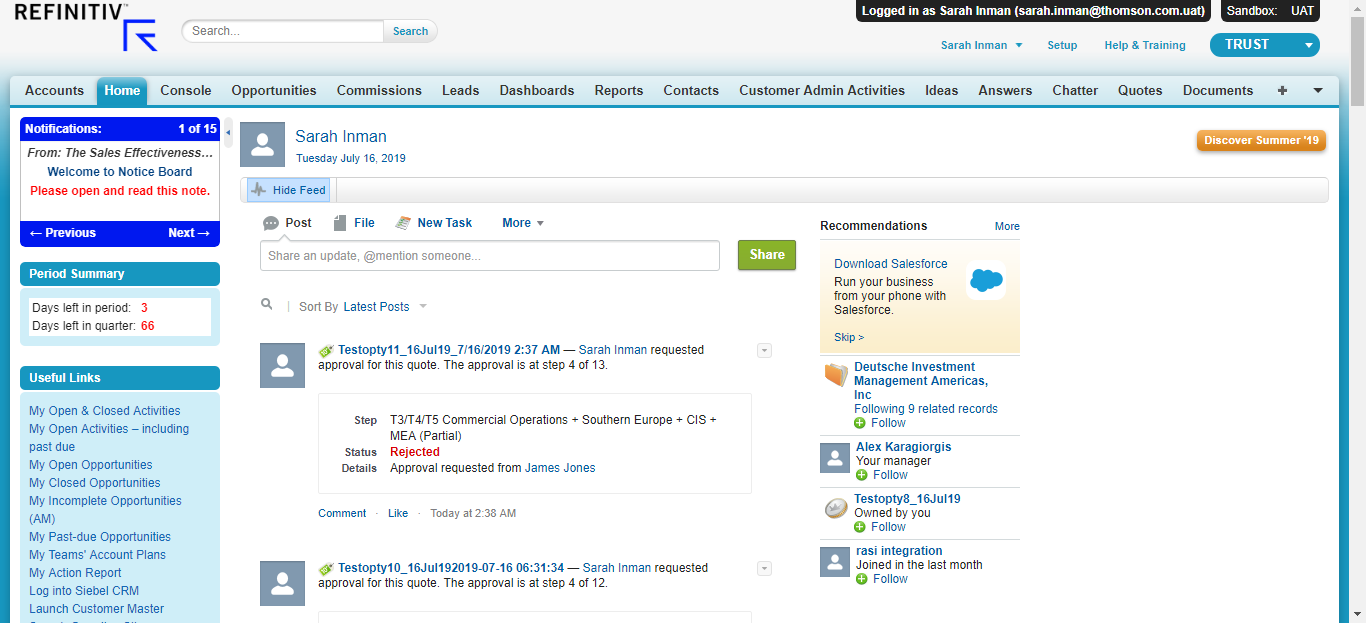 REFINITIV™
Search...
Search
Logged in as Sarah Inman (sarah.inman@thomson.com.uat)
Sandbox: UAT
Sarah Inman
Setup
Help & Training
TRUST
Accounts
Home
Console
Opportunities
Commissions
Leads
Dashboards
Reports
Contacts
Customer Admin Activities
Ideas
Answers
Chatter
Quotes
Documents
+
Notifications: 1 of 15
From: The Sales Effectiveness...
Welcome to Notice Board
Please open and read this note.
← Previous
Next →
Period Summary
Days left in period: 3
Days left in quarter: 66
Useful Links
My Open & Closed Activities
My Open Activities – including
past due
My Open Opportunities
My Closed Opportunities
My Incomplete Opportunities
(AM)
My Past-due Opportunities
My Teams' Account Plans
My Action Report
Log into Siebel CRM
Launch Customer Master
Sarah Inman
Tuesday July 16, 2019
Discover Summer '19
Hide Feed
Post
File
New Task
More
Share an update, @mention someone...
Share
Sort By Latest Posts
Testopty11_16Jul19_7/16/2019 2:37 AM — Sarah Inman requested
approval for this quote. The approval is at step 4 of 13.
Step T3/T4/T5 Commercial Operations + Southern Europe + CIS +
MEA (Partial)
Status Rejected
Details Approval requested from James Jones
Comment · Like · Today at 2:38 AM
Testopty10_16Jul192019-07-16 06:31:34 — Sarah Inman requested
approval for this quote. The approval is at step 4 of 12.
Recommendations
More
Download Salesforce
Run your business
from your phone with
Salesforce.
Skip >
Deutsche Investment
Management Americas,
Inc
Following 9 related records
Follow
Alex Karagiorgis
Your manager
Follow
Testopty8_16Jul19
Owned by you
Follow
rasi integration
Joined in the last month
Follow